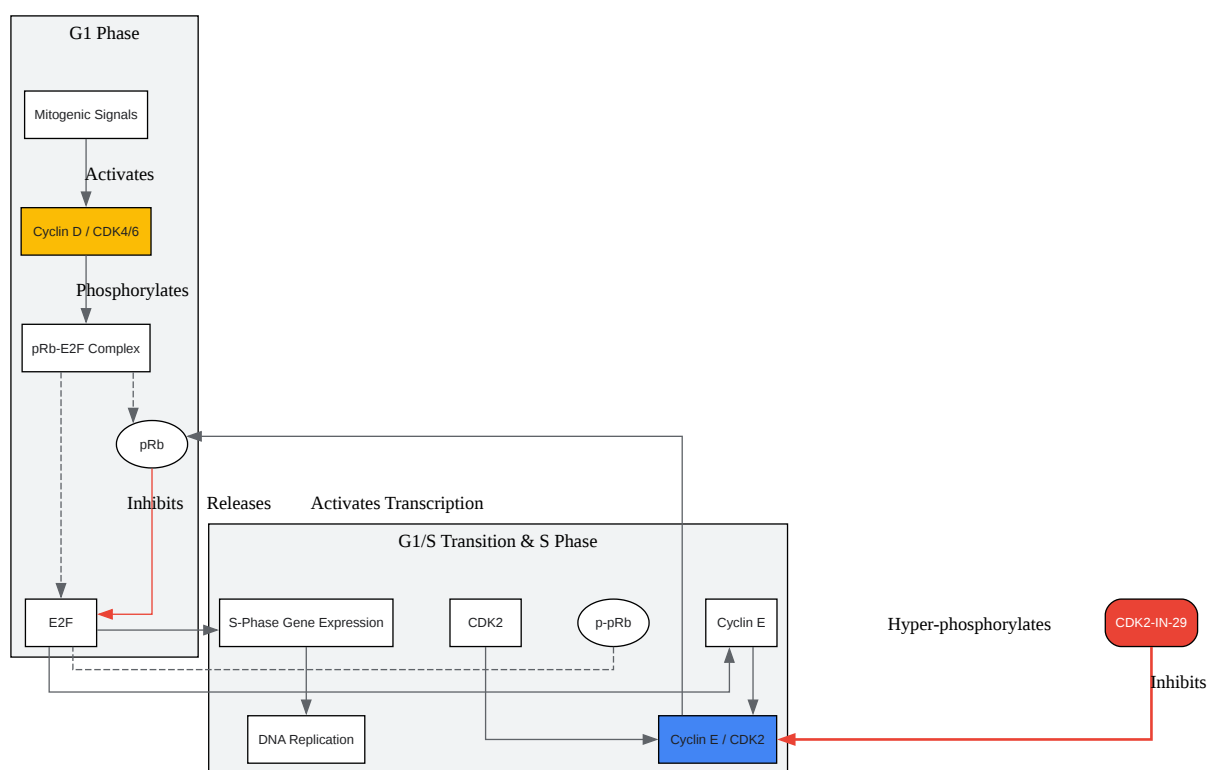 G1 Phase
Mitogenic Signals
Activates
Cyclin D / CDK4/6
Phosphorylates
pRb-E2F Complex
pRb
Inhibits
Releases
Activates Transcription
G1/S Transition & S Phase
E2F
S-Phase Gene Expression
CDK2
p-pRb
Cyclin E
Hyper-phosphorylates
CDK2-IN-29
Inhibits
DNA Replication
Cyclin E / CDK2